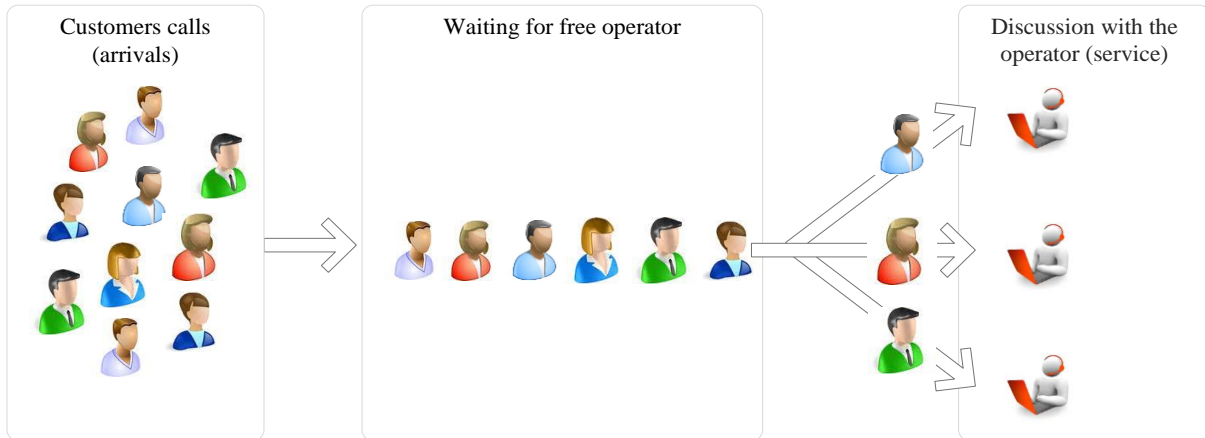 Customers calls
(arrivals)
Waiting for free operator
Discussion with the
operator (service)